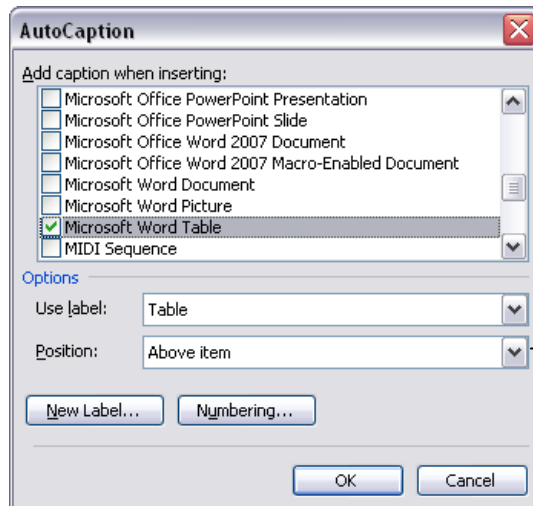 AutoCaption
Add caption when inserting:
Microsoft Office PowerPoint Presentation
Microsoft Office PowerPoint Slide
Microsoft Office Word 2007 Document
Microsoft Office Word 2007 Macro-Enabled Document
Microsoft Word Document
Microsoft Word Picture
Microsoft Word Table
MIDI Sequence
Options
Use label: Table
Position: Above item
New Label... Numbering...
OK Cancel